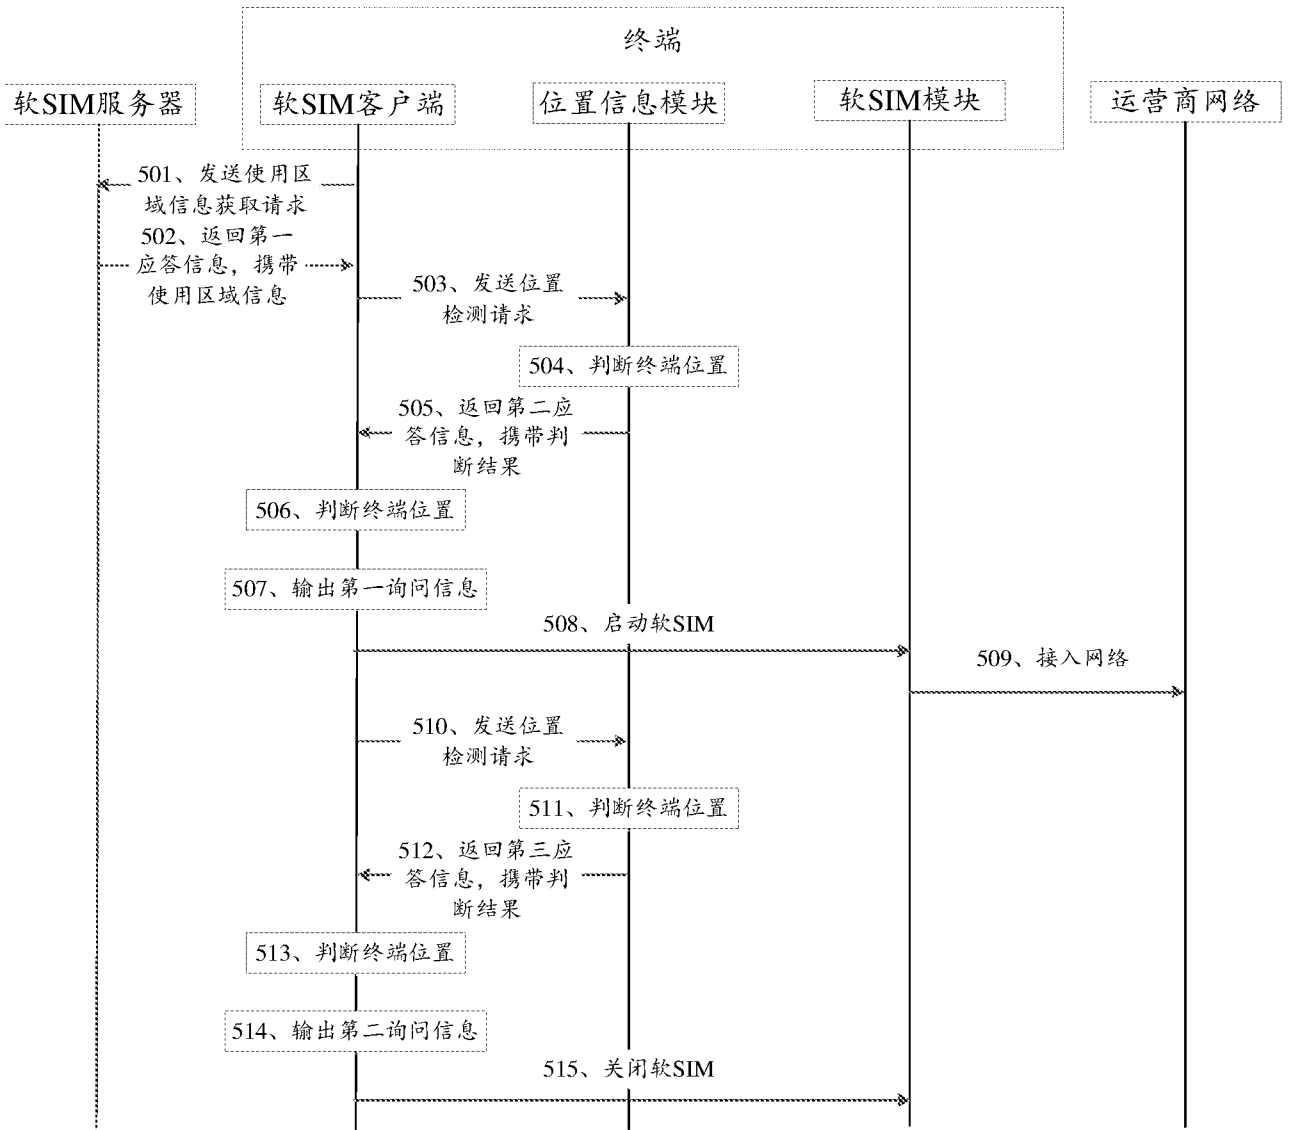 终端
软SIM服务器
软SIM客户端
位置信息模块
软SIM模块
运营商网络
501、发送使用区
域信息获取请求
502、返回第一
应答信息，携带
使用区域信息
503、发送位置
检测请求
504、判断终端位置
505、返回第二应
答信息，携带判
断结果
506、判断终端位置
507、输出第一询问信息
508、启动软SIM
509、接入网络
510、发送位置
检测请求
511、判断终端位置
512、返回第三应
答信息，携带判
断结果
513、判断终端位置
514、输出第二询问信息
515、关闭软SIM